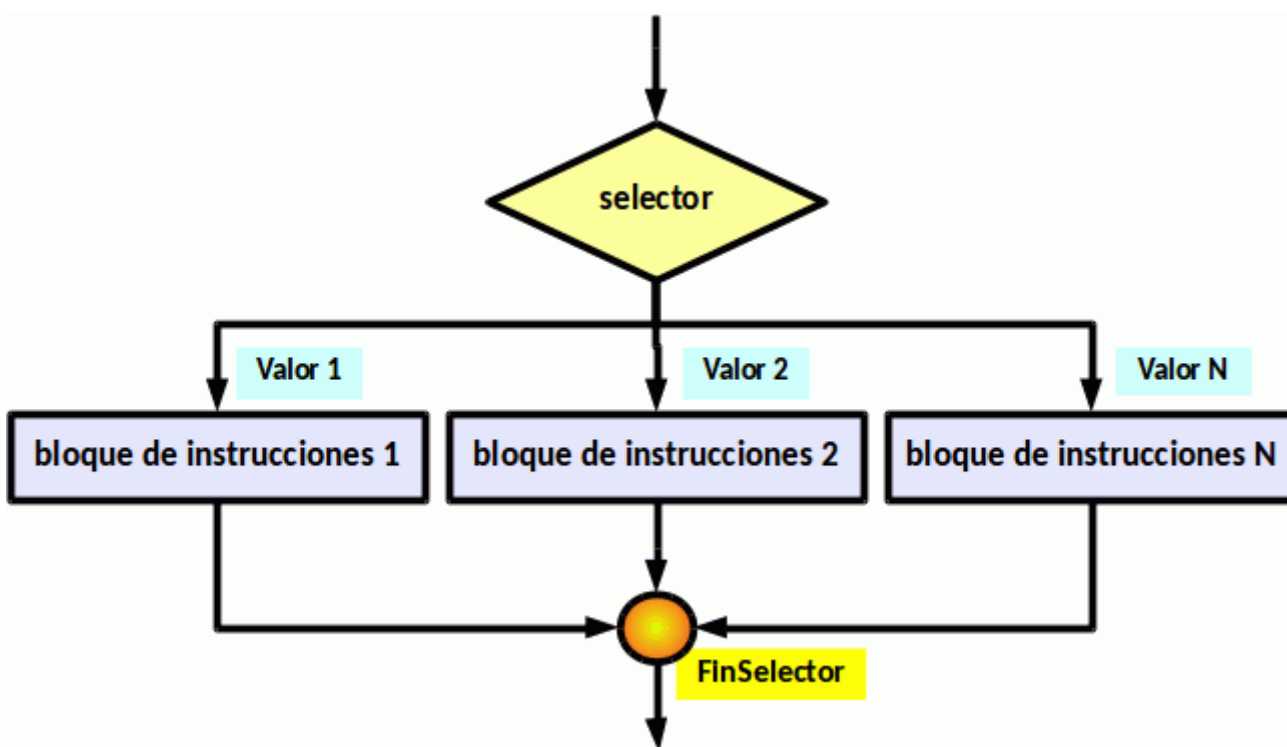 selector
Valor 1
Valor 2
Valor N
bloque de instrucciones 1
bloque de instrucciones 2
bloque de instrucciones N
FinSelector